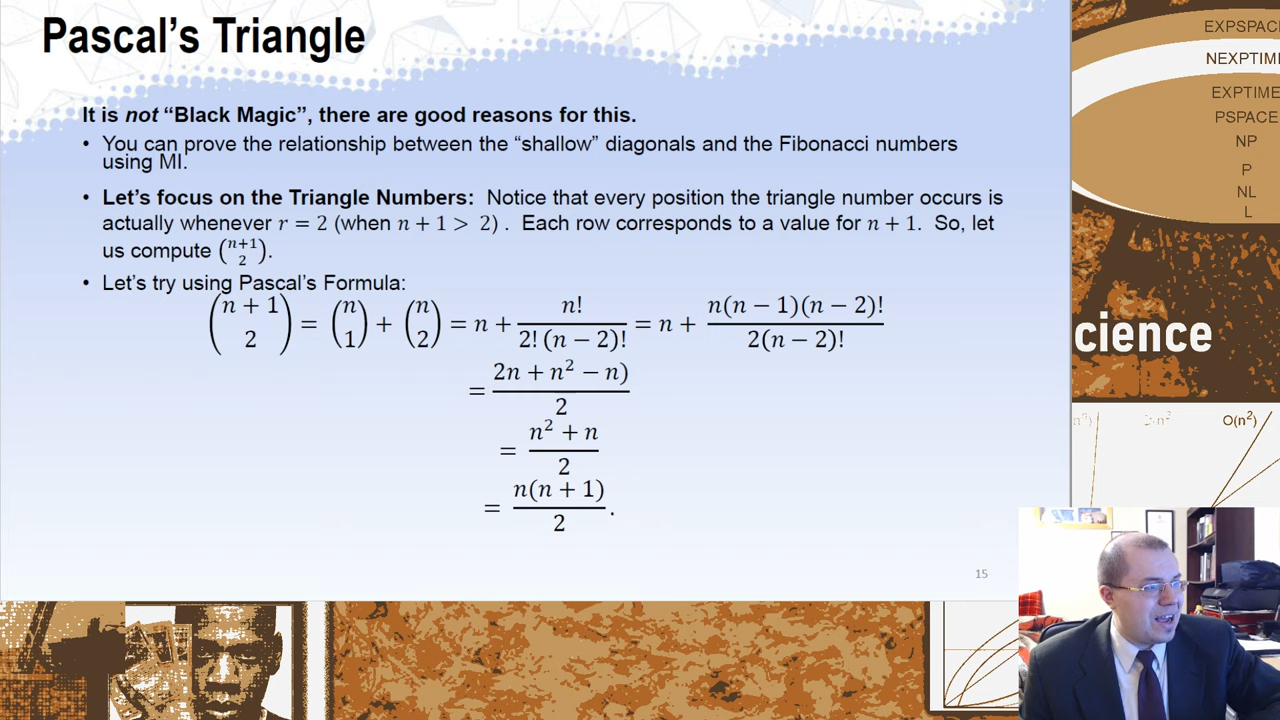 Pascal's Triangle
It is not “Black Magic”, there are good reasons for this.
• You can prove the relationship between the “shallow” diagonals and the Fibonacci numbers
using MI.
• Let's focus on the Triangle Numbers: Notice that every position the triangle number occurs is
actually whenever r = 2 (when n + 1 > 2) . Each row corresponds to a value for n + 1. So, let
us compute (n+1 2).
• Let's try using Pascal's Formula:
(n + 1 2) = (n 1) + (n 2) = n + n! / 2! (n − 2)! = n + n(n − 1)(n − 2)! / 2(n − 2)!
= 2n + n² − n) / 2
= n² + n / 2
= n(n + 1) / 2 .
15
EXPSPAC
NEXPTIM
EXPTIME
PSPACE
NP
P
NL
L
cience
O(n²)